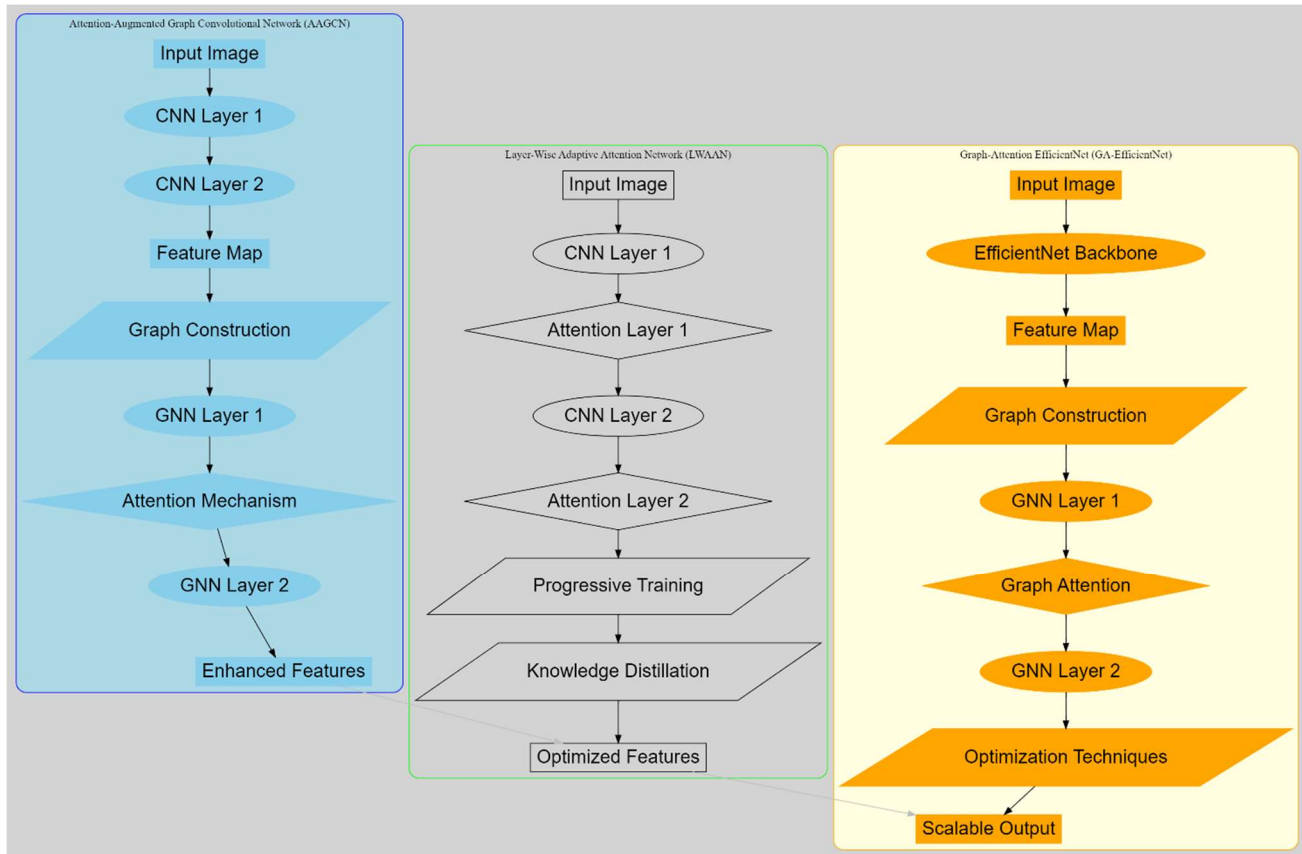 Attention-Augmented Graph Convolutional Network (AAGCN)
Input Image
CNN Layer 1
CNN Layer 2
Feature Map
Graph Construction
GNN Layer 1
Attention Mechanism
GNN Layer 2
Enhanced Features
Layer-Wise Adaptive Attention Network (LWAAN)
Input Image
CNN Layer 1
Attention Layer 1
CNN Layer 2
Attention Layer 2
Progressive Training
Knowledge Distillation
Optimized Features
Graph-Attention EfficientNet (GA-EfficientNet)
Input Image
EfficientNet Backbone
Feature Map
Graph Construction
GNN Layer 1
Graph Attention
GNN Layer 2
Optimization Techniques
Scalable Output